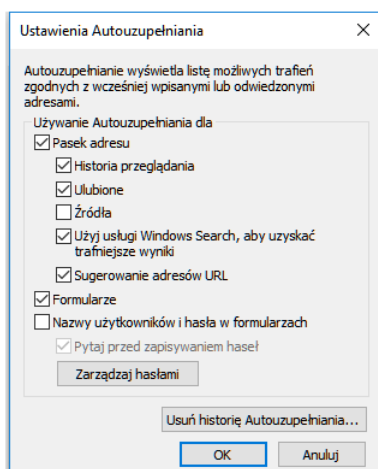 Ustawienia Autouzupełniania
Autouzupełnianie wyświetla listę możliwych trafień
zgodnych z wcześniej wpisanymi lub odwiedzonymi
adresami.
Używanie Autouzupełniania dla
Pasek adresu
Historia przeglądania
Ulubione
Źródła
Użyj usługi Windows Search, aby uzyskać
trafniejsze wyniki
Sugerowanie adresów URL
Formularze
Nazwy użytkowników i hasła w formularzach
Pytaj przed zapisywaniem haseł
Zarządzaj hasłami
Usuń historię Autouzupełniania...
OK Anuluj